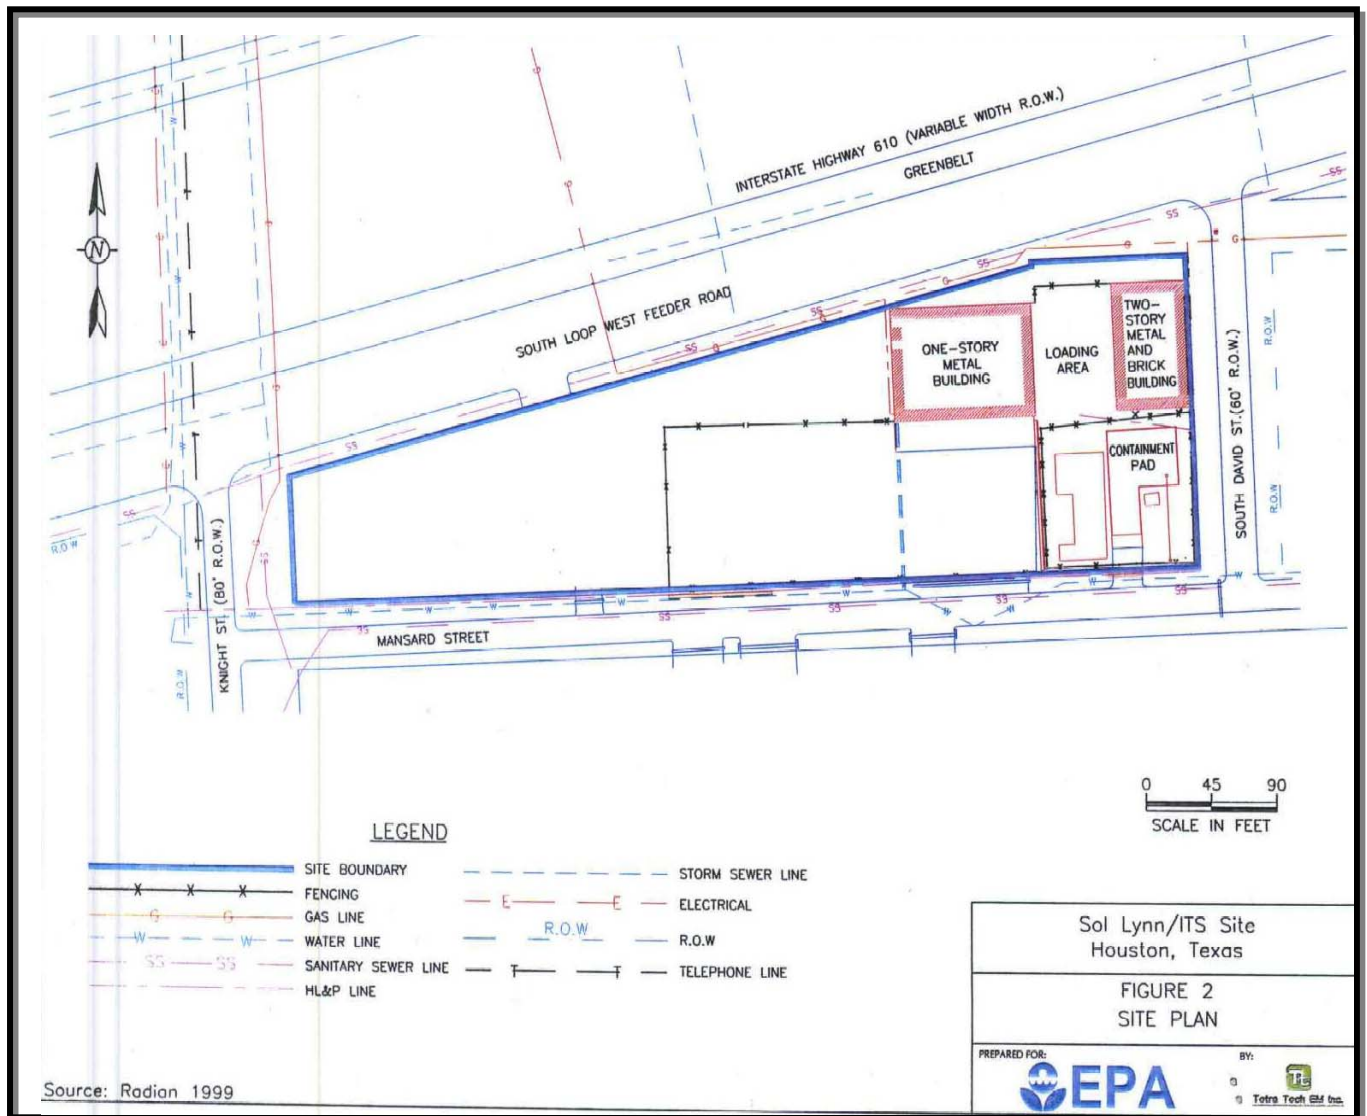 INTERSTATE HIGHWAY 610 (VARIABLE WIDTH R.O.W.)
GREENBELT
SOUTH LOOP WEST FEEDER ROAD
N
ONE-STORY
METAL
BUILDING
LOADING
AREA
TWO-
STORY
METAL
AND
BRICK
BUILDING
CONTAINMENT
PAD
SOUTH DAVID ST.(60' R.O.W.)
R.O.W
R.O.W
R.O.W
KNIGHT ST. (80' R.O.W.)
R.O.W
MANSARD STREET
0 45 90
SCALE IN FEET
LEGEND
SITE BOUNDARY
X X X FENCING
G G GAS LINE
W W WATER LINE
SS SS SANITARY SEWER LINE
HL&P LINE
STORM SEWER LINE
E E ELECTRICAL
R.O.W R.O.W
T T TELEPHONE LINE
Sol Lynn/ITS Site
Houston, Texas
FIGURE 2
SITE PLAN
PREPARED FOR:
EPA
BY:
Tetra Tech EM Inc.
Source: Radian 1999